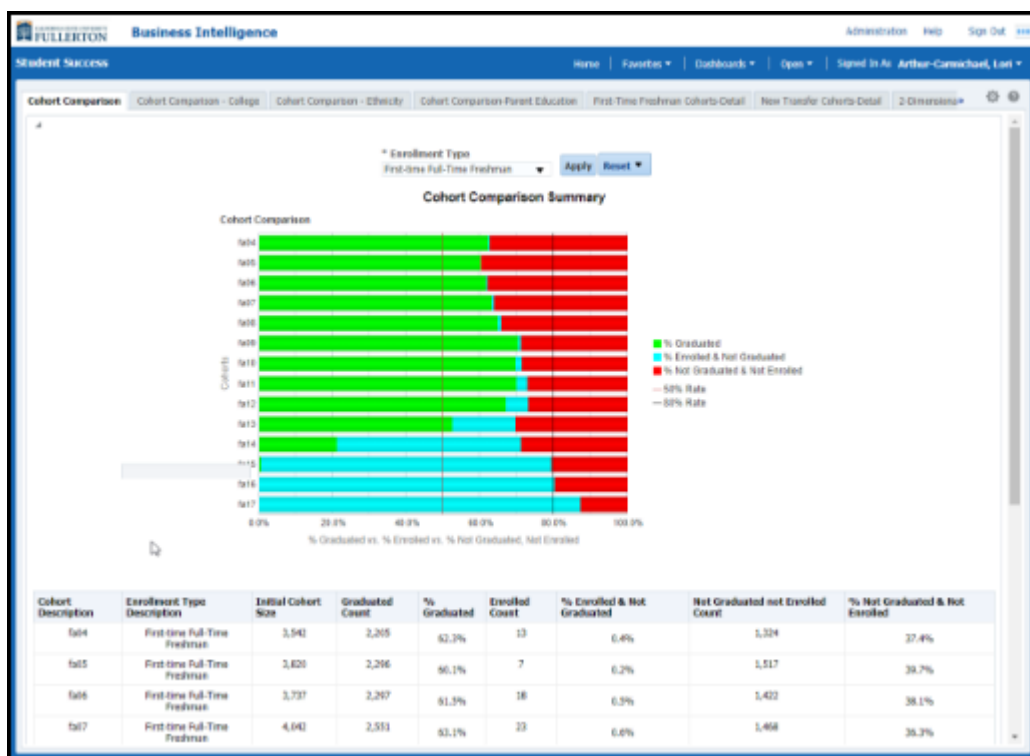 FULLERTON
Business Intelligence
Administration Help Sign Out
Student Success
Home Favorites Dashboards Open Signed In As Arthur-Carmichael, Lori
Cohort Comparison Cohort Comparison - College Cohort Comparison - Ethnicity Cohort Comparison-Parent Education First-Time Freshman Cohorts-Detail New Transfer Cohorts-Detail
* Enrollment Type
First-time Full-Time Freshman Apply Reset
Cohort Comparison Summary
Cohort Comparison
fa04
fa05
fa06
fa07
fa08
fa09
fa10
fa11
fa12
fa13
fa14
fa16
fa17
Cohorts
0.0% 20.0% 40.0% 60.0% 80.0% 100.0%
% Graduated vs. % Enrolled vs. % Not Graduated, Not Enrolled
% Graduated
% Enrolled & Not Graduated
% Not Graduated & Not Enrolled
50% Rate
80% Rate
Cohort Description Enrollment Type Description Initial Cohort Size Graduated Count % Graduated Enrolled Count % Enrolled & Not Graduated Not Graduated not Enrolled Count % Not Graduated & Not Enrolled
fa04 First-time Full-Time Freshman 3,542 2,205 62.3% 13 0.4% 1,324 37.4%
fa05 First-time Full-Time Freshman 3,820 2,296 60.1% 7 0.2% 1,517 39.7%
fa06 First-time Full-Time Freshman 3,737 2,297 61.5% 18 0.5% 1,422 38.1%
fa07 First-time Full-Time Freshman 4,042 2,551 63.1% 23 0.6% 1,468 36.3%